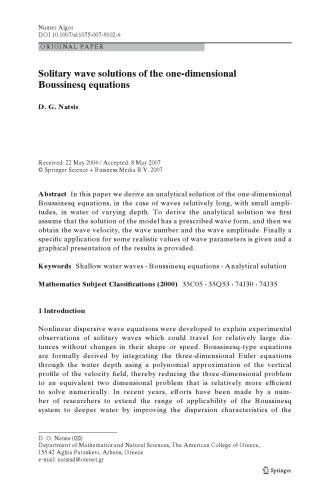 Numer Algor
DOI 10.1007/s11075-007-9102-6
ORIGINAL PAPER
Solitary wave solutions of the one-dimensional
Boussinesq equations
D. G. Natsis
Received: 22 May 2006 / Accepted: 8 May 2007
© Springer Science + Business Media B.V. 2007
Abstract In this paper we derive an analytical solution of the one-dimensional
Boussinesq equations, in the case of waves relatively long, with small ampli-
tudes, in water of varying depth. To derive the analytical solution we first
assume that the solution of the model has a prescribed wave form, and then we
obtain the wave velocity, the wave number and the wave amplitude. Finally a
specific application for some realistic values of wave parameters is given and a
graphical presentation of the results is provided.
Keywords Shallow water waves · Boussinesq equations · Analytical solution
Mathematics Subject Classifications (2000) 35C05 · 35Q53 · 74J30 · 74J35
1 Introduction
Nonlinear dispersive wave equations were developed to explain experimental
observations of solitary waves which could travel for relatively large dis-
tances without changes in their shape or speed. Boussinesq-type equations
are formally derived by integrating the three-dimensional Euler equations
through the water depth using a polynomial approximation of the vertical
profile of the velocity field, thereby reducing the three-dimensional problem
to an equivalent two dimensional problem that is relatively more efficient
to solve numerically. In recent years, efforts have been made by a num-
ber of researchers to extend the range of applicability of the Boussinesq
system to deeper water by improving the dispersion characteristics of the
D. G. Natsis (✉)
Department of Mathematics and Natural Sciences, The American College of Greece,
153 42 Aghia Paraskevi, Athens, Greece
e-mail: natsisd@otenet.gr
Springer